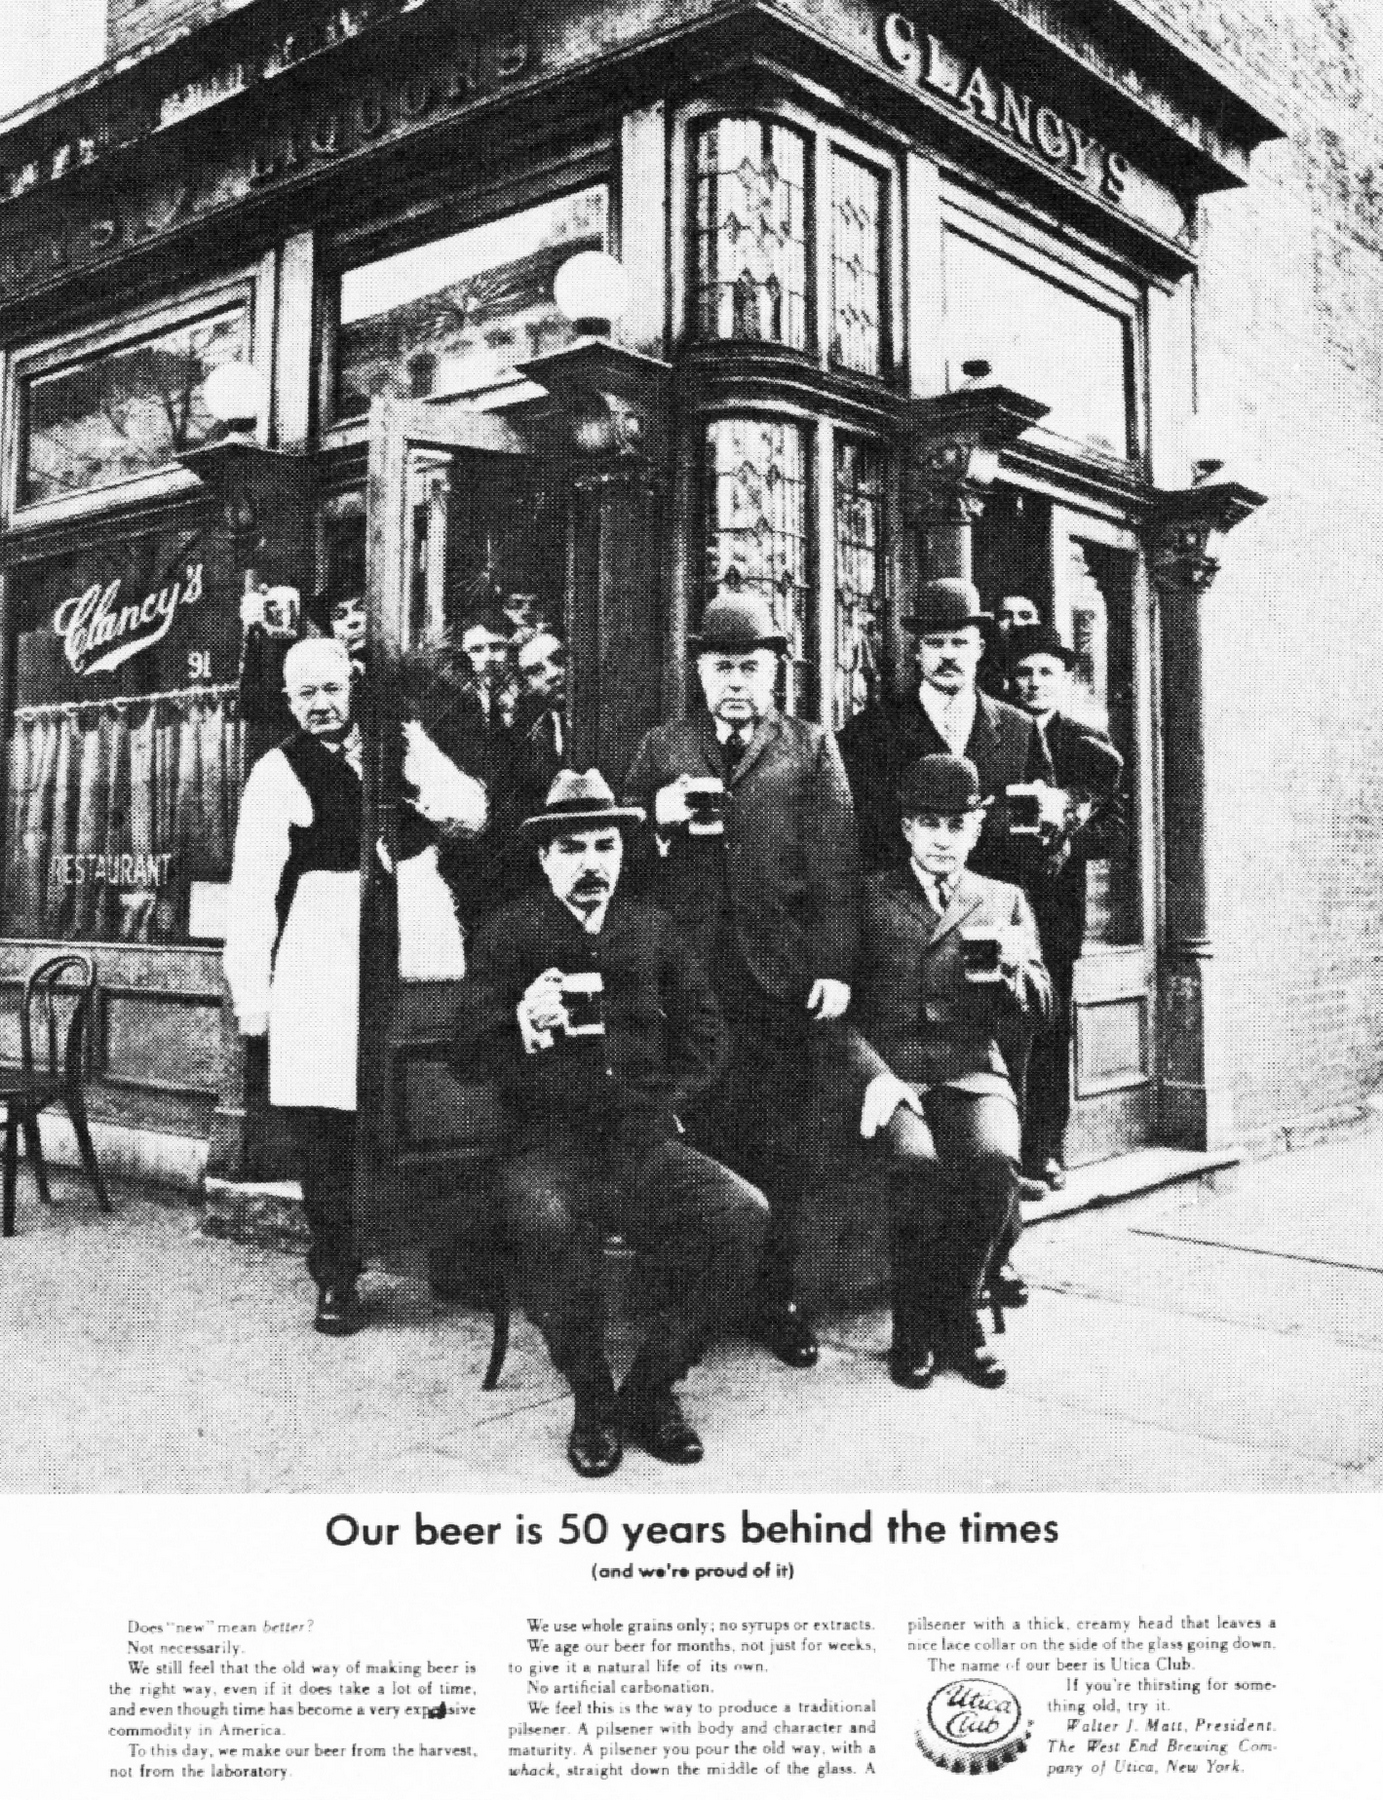 LIQUORS
CLANCY'S
Clancy's
91
RESTAURANT
77
Our beer is 50 years behind the times
(and we're proud of it)
Does "new" mean better?
Not necessarily.
We still feel that the old way of making beer is
the right way, even if it does take a lot of time,
and even though time has become a very expensive
commodity in America.
To this day, we make our beer from the harvest,
not from the laboratory.
We use whole grains only; no syrups or extracts.
We age our beer for months, not just for weeks,
to give it a natural life of its own.
No artificial carbonation.
We feel this is the way to produce a traditional
pilsener. A pilsener with body and character and
maturity. A pilsener you pour the old way, with a
whack, straight down the middle of the glass. A
pilsener with a thick, creamy head that leaves a
nice lace collar on the side of the glass going down.
The name of our beer is Utica Club.
If you're thirsting for some-
thing old, try it.
Walter J. Matt, President.
The West End Brewing Com-
pany of Utica, New York.
Utica
Club